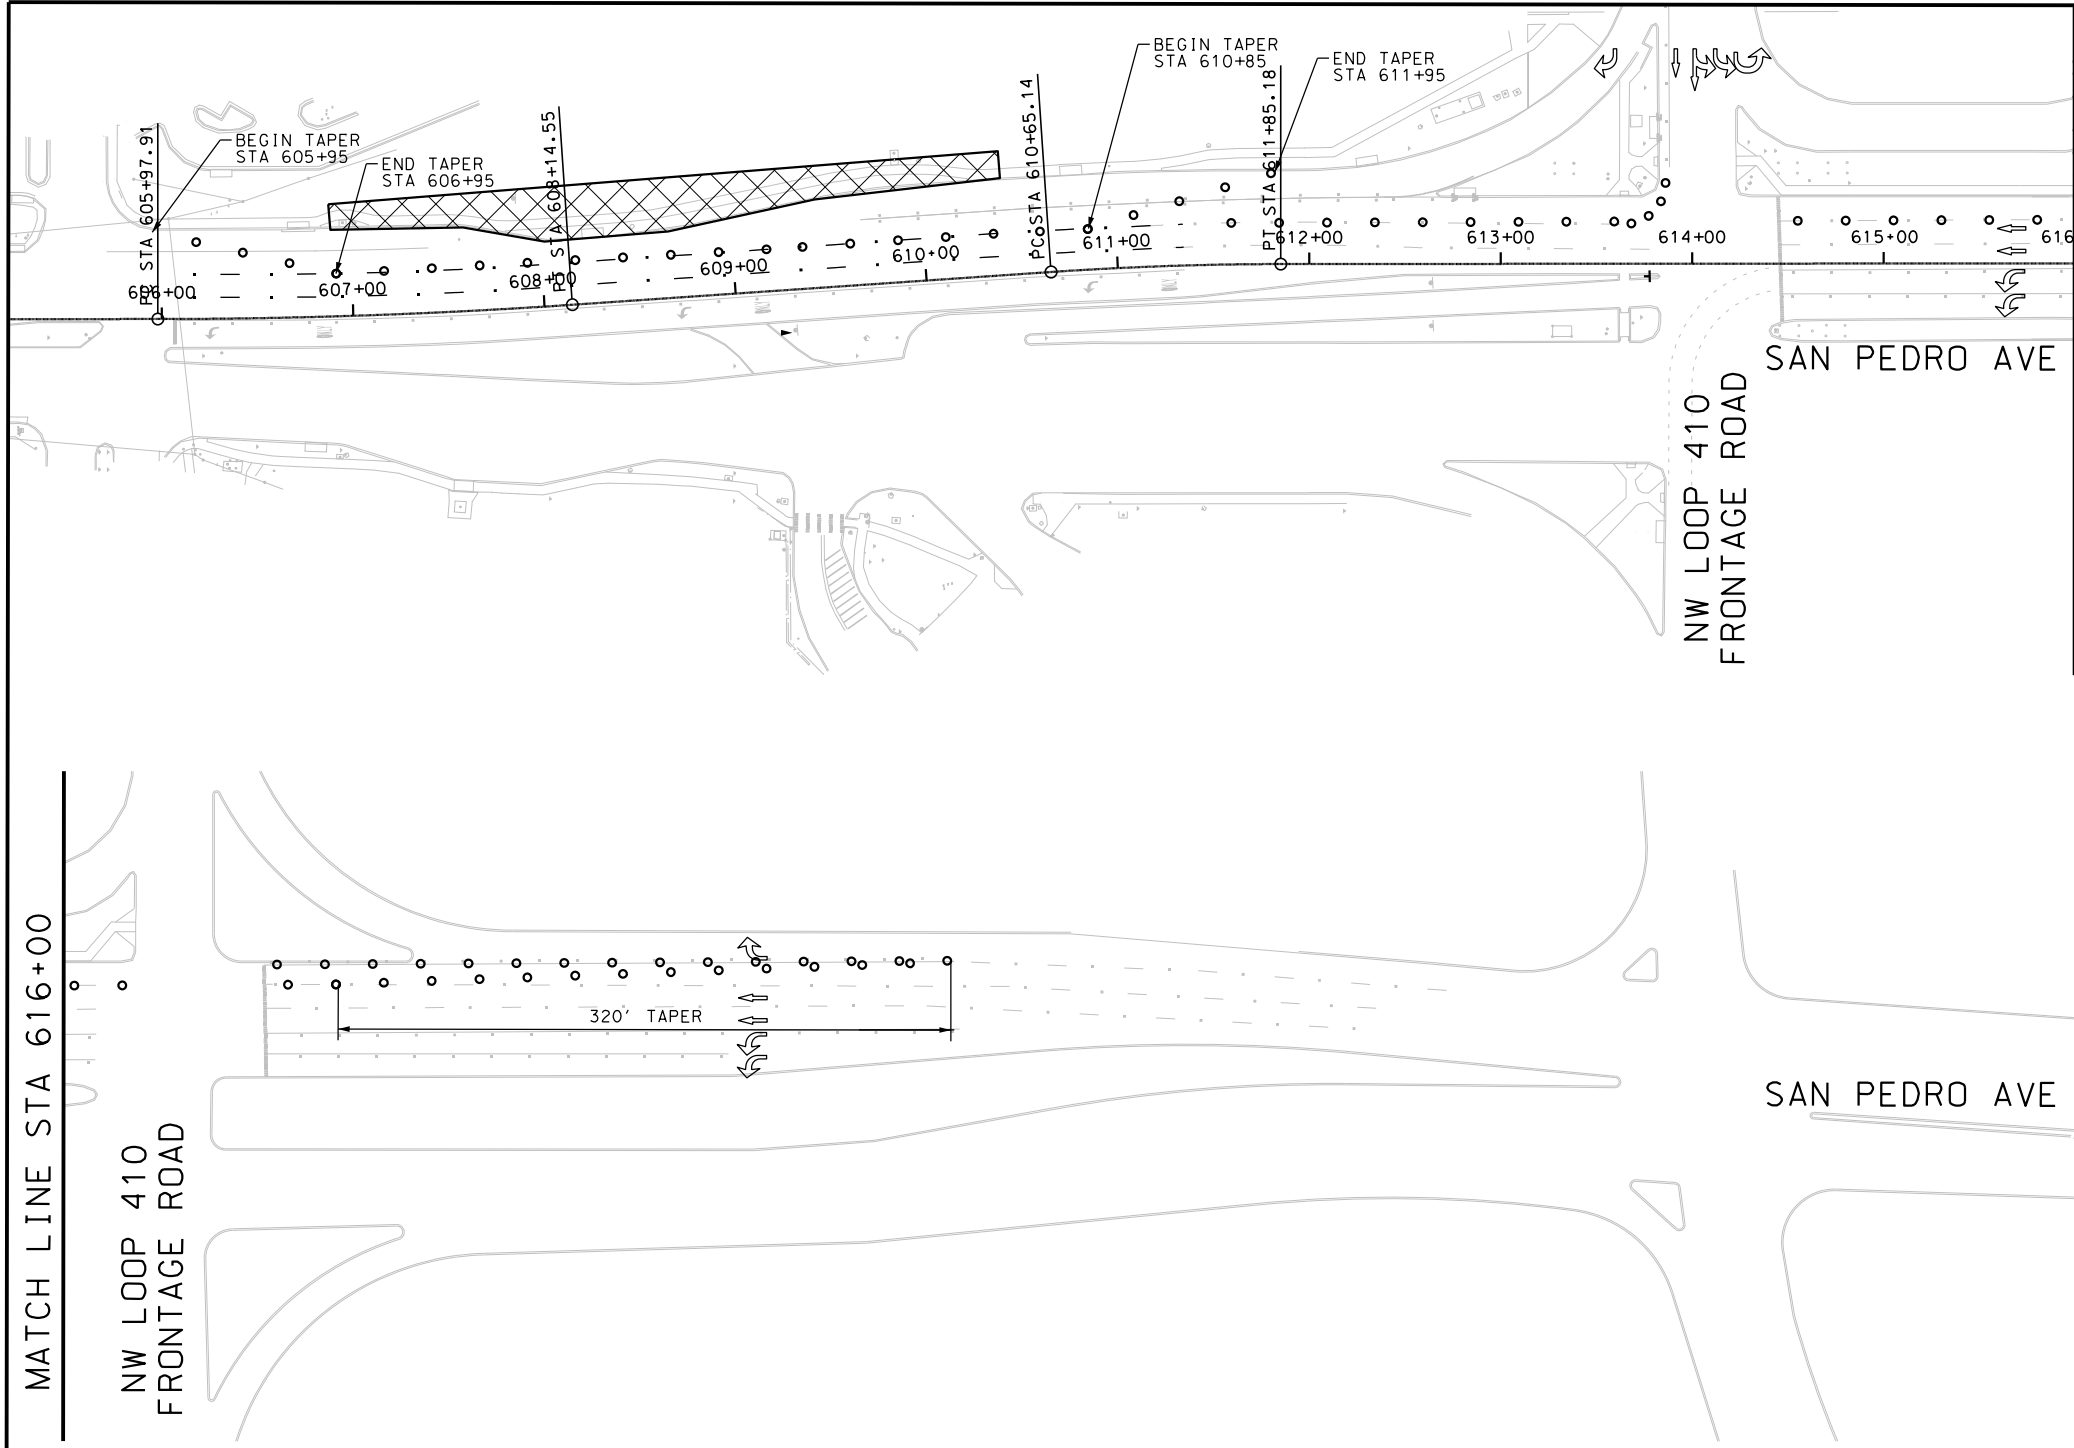 BEGIN TAPER
STA 610+85
END TAPER
STA 611+95
BEGIN TAPER
STA 605+95
END TAPER
STA 606+95
PC STA 605+97.91
STA 608+14.55
PC STA 610+65.14
PT STA 611+85.18
606+00
607+00
608+00
609+00
610+00
611+00
612+00
613+00
614+00
615+00
616
SAN PEDRO AVE
NW LOOP 410
FRONTAGE ROAD
MATCH LINE STA 616+00
NW LOOP 410
FRONTAGE ROAD
320' TAPER
SAN PEDRO AVE